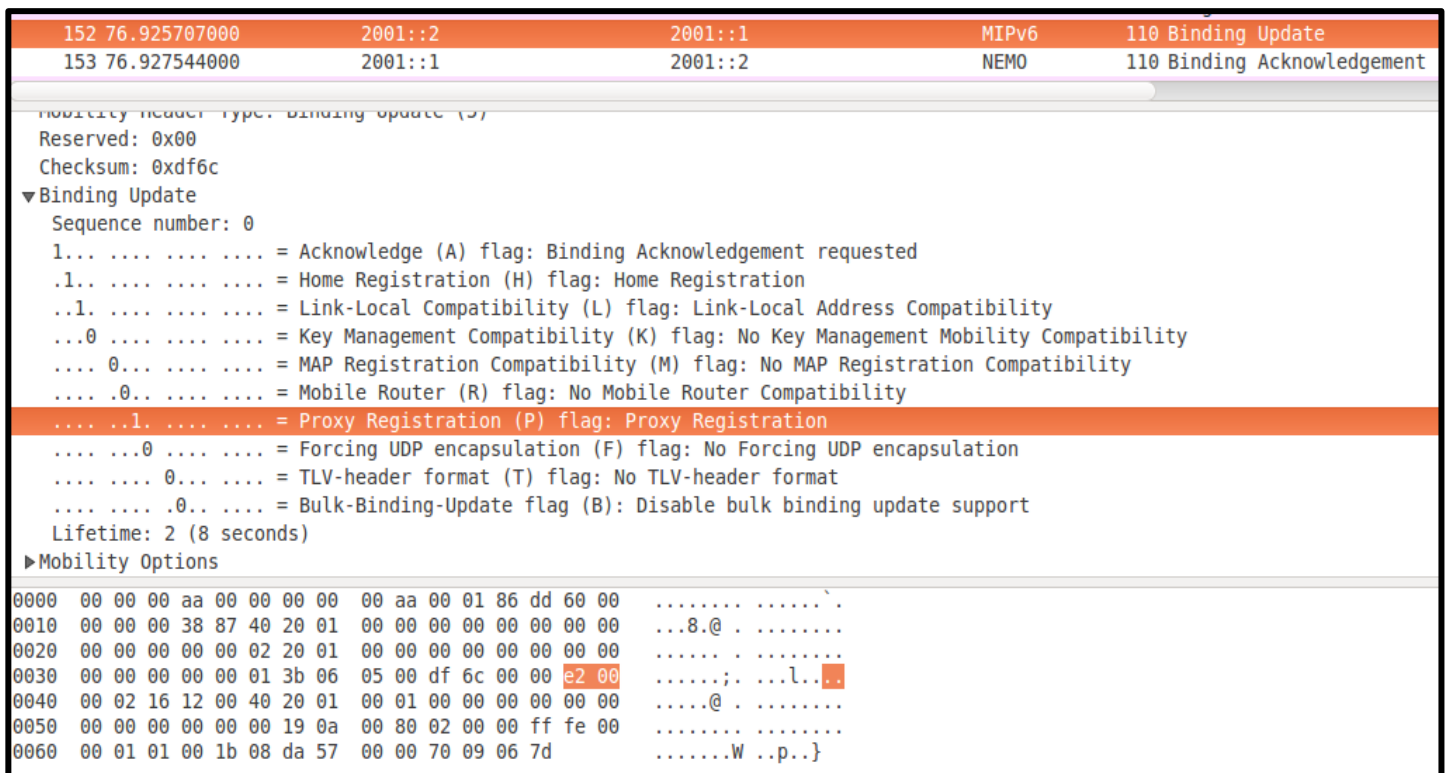 152 76.925707000 2001::2 2001::1 MIPv6 110 Binding Update
153 76.927544000 2001::1 2001::2 NEMO 110 Binding Acknowledgement
Mobility Header Type: Binding Update (5)
Reserved: 0x00
Checksum: 0xdf6c
▼Binding Update
Sequence number: 0
1... .... .... .... = Acknowledge (A) flag: Binding Acknowledgement requested
.1.. .... .... .... = Home Registration (H) flag: Home Registration
..1. .... .... .... = Link-Local Compatibility (L) flag: Link-Local Address Compatibility
...0 .... .... .... = Key Management Compatibility (K) flag: No Key Management Mobility Compatibility
.... 0... .... .... = MAP Registration Compatibility (M) flag: No MAP Registration Compatibility
.... .0.. .... .... = Mobile Router (R) flag: No Mobile Router Compatibility
.... ..1. .... .... = Proxy Registration (P) flag: Proxy Registration
.... ...0 .... .... = Forcing UDP encapsulation (F) flag: No Forcing UDP encapsulation
.... .... 0... .... = TLV-header format (T) flag: No TLV-header format
.... .... .0.. .... = Bulk-Binding-Update flag (B): Disable bulk binding update support
Lifetime: 2 (8 seconds)
▶Mobility Options
0000 00 00 00 aa 00 00 00 00 00 aa 00 01 86 dd 60 00 ........ ......`.
0010 00 00 00 38 87 40 20 01 00 00 00 00 00 00 00 00 ...8.@ . ........
0020 00 00 00 00 00 02 20 01 00 00 00 00 00 00 00 00 ...... . ........
0030 00 00 00 00 00 01 3b 06 05 00 df 6c 00 00 e2 00 ......;. ...l....
0040 00 02 16 12 00 40 20 01 00 01 00 00 00 00 00 00 .....@ . ........
0050 00 00 00 00 00 00 19 0a 00 80 02 00 00 ff fe 00 ........ ........
0060 00 01 01 00 1b 08 da 57 00 00 70 09 06 7d .......W ..p..}